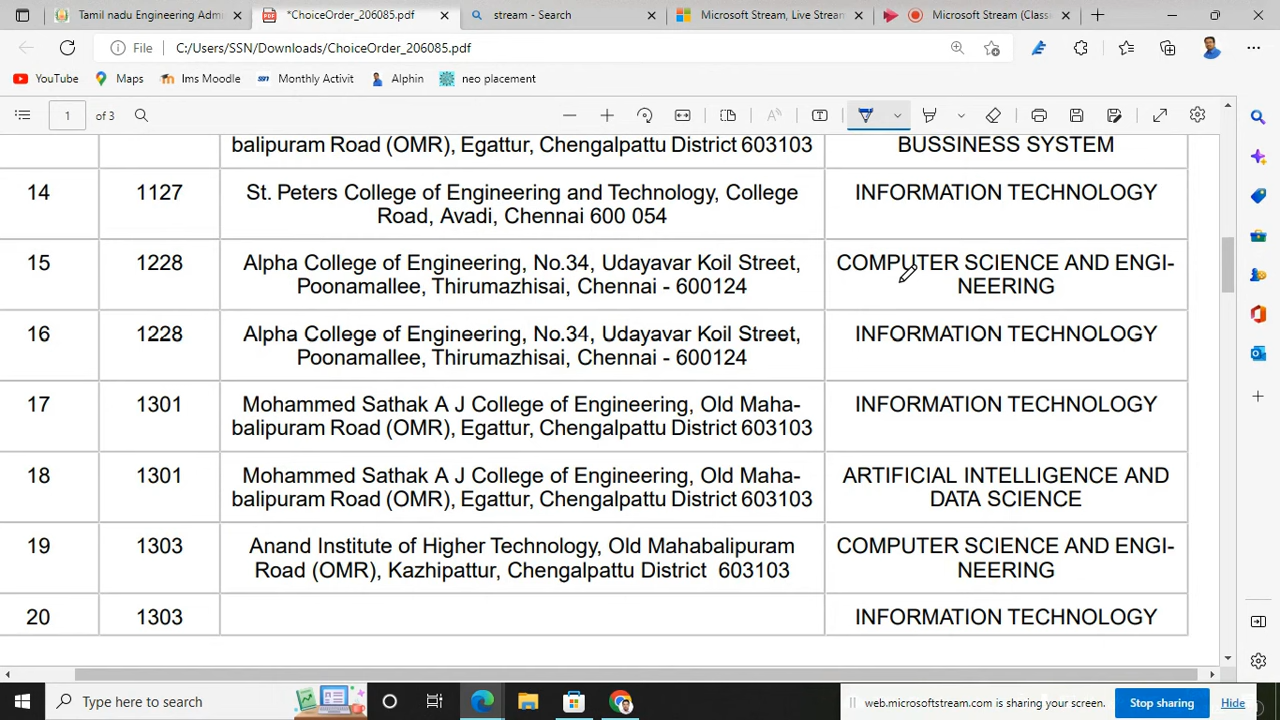 Tamil nadu Engineering Admi
*ChoiceOrder_206085.pdf
stream - Search
Microsoft Stream, Live Stream
Microsoft Stream (Class
File
C:/Users/SSN/Downloads/ChoiceOrder_206085.pdf
YouTube
Maps
Ims Moodle
Monthly Activit
Alphin
neo placement
1 of 3
balipuram Road (OMR), Egattur, Chengalpattu District 603103
BUSSINESS SYSTEM
14
1127
St. Peters College of Engineering and Technology, College
Road, Avadi, Chennai 600 054
INFORMATION TECHNOLOGY
15
1228
Alpha College of Engineering, No.34, Udayavar Koil Street,
Poonamallee, Thirumazhisai, Chennai - 600124
COMPUTER SCIENCE AND ENGI-
NEERING
16
1228
Alpha College of Engineering, No.34, Udayavar Koil Street,
Poonamallee, Thirumazhisai, Chennai - 600124
INFORMATION TECHNOLOGY
17
1301
Mohammed Sathak A J College of Engineering, Old Maha-
balipuram Road (OMR), Egattur, Chengalpattu District 603103
INFORMATION TECHNOLOGY
18
1301
Mohammed Sathak A J College of Engineering, Old Maha-
balipuram Road (OMR), Egattur, Chengalpattu District 603103
ARTIFICIAL INTELLIGENCE AND
DATA SCIENCE
19
1303
Anand Institute of Higher Technology, Old Mahabalipuram
Road (OMR), Kazhipattur, Chengalpattu District 603103
COMPUTER SCIENCE AND ENGI-
NEERING
20
1303
INFORMATION TECHNOLOGY
Type here to search
web.microsoftstream.com is sharing your screen.
Stop sharing
Hide